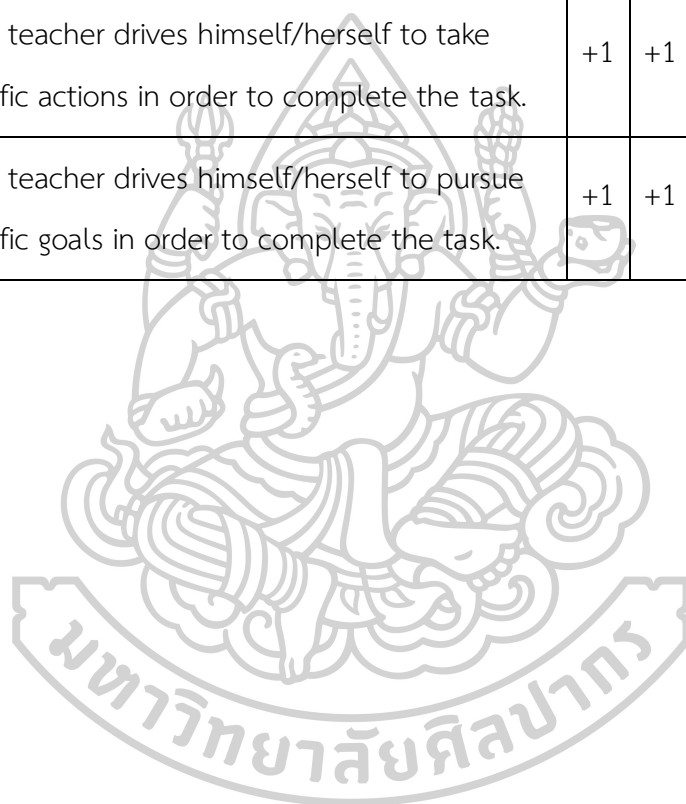 teacher drives himself/herself to take
fic actions in order to complete the task.
+1 +1
teacher drives himself/herself to pursue
fic goals in order to complete the task.
+1 +1
มหาวิทยาลัยศิลปากร